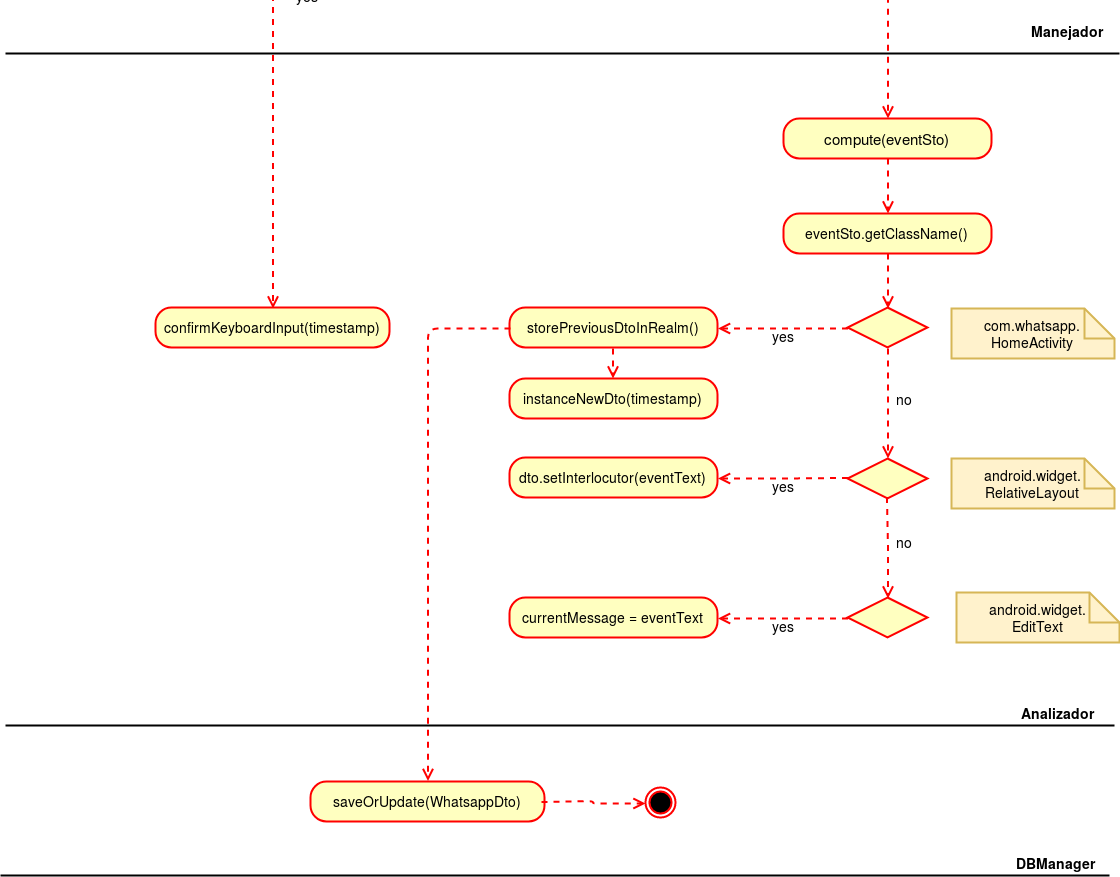 yes
Manejador
compute(eventSto)
eventSto.getClassName()
confirmKeyboardInput(timestamp)
storePreviousDtoInRealm()
yes
com.whatsapp.
HomeActivity
instanceNewDto(timestamp)
no
dto.setInterlocutor(eventText)
yes
android.widget.
RelativeLayout
no
currentMessage = eventText
yes
android.widget.
EditText
Analizador
saveOrUpdate(WhatsappDto)
DBManager